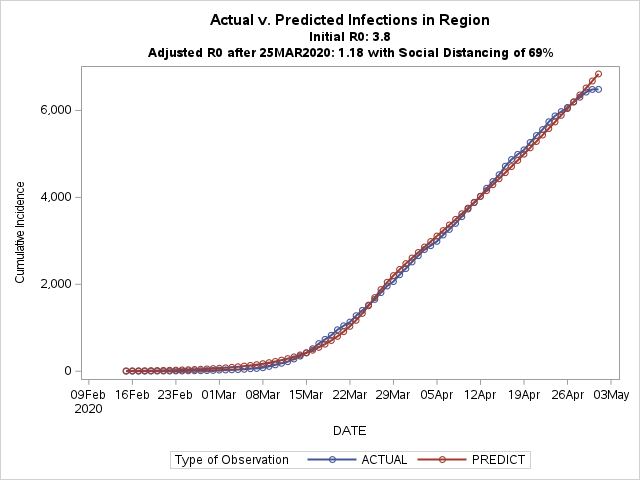 Actual v. Predicted Infections in Region
Initial R0: 3.8
Adjusted R0 after 25MAR2020: 1.18 with Social Distancing of 69%
Cumulative Incidence
6,000
4,000
2,000
0
09Feb 16Feb 23Feb 01Mar 08Mar 15Mar 22Mar 29Mar 05Apr 12Apr 19Apr 26Apr 03May
2020
DATE
Type of Observation ACTUAL PREDICT